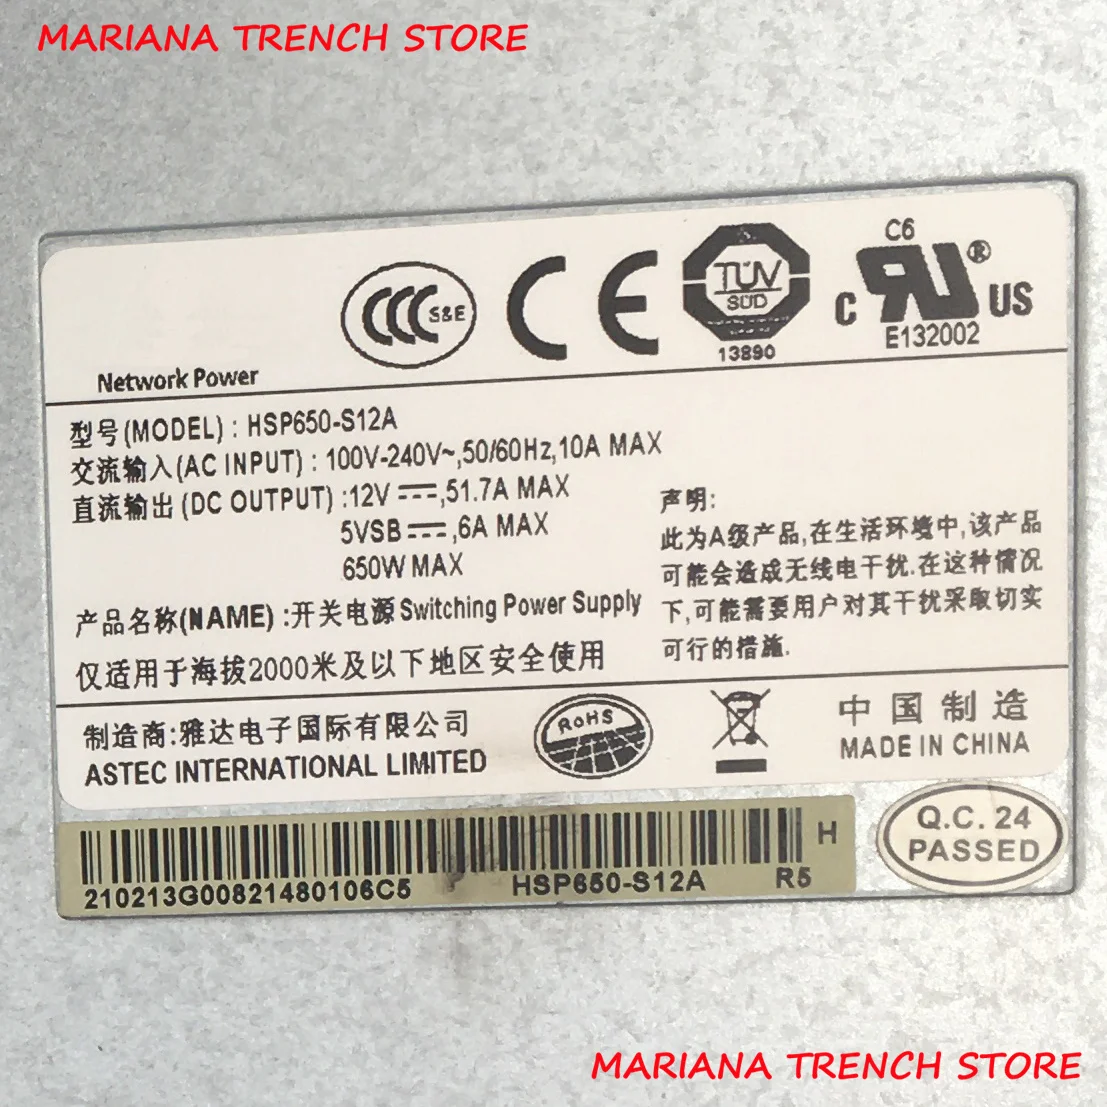 MARIANA TRENCH STORE
S&E
TÜV
SÜD
13890
C6
C
®
US
E132002
Network Power
型号(MODEL) : HSP650-S12A
交流输入(AC INPUT) : 100V-240V~,50/60Hz,10A MAX
直流输出(DC OUTPUT) :12V ⎓,51.7A MAX
5VSB ⎓,6A MAX
650W MAX
产品名称(NAME) :开关电源 Switching Power Supply
仅适用于海拔2000米及以下地区安全使用
声明:
此为A级产品,在生活环境中,该产品
可能会造成无线电干扰.在这种情况
下,可能需要用户对其干扰采取切实
可行的措施.
制造商:雅达电子国际有限公司
ASTEC INTERNATIONAL LIMITED
RoHS
中国制造
MADE IN CHINA
H
210213G00821480106C5 HSP650-S12A R5
Q.C. 24
PASSED
MARIANA TRENCH STORE